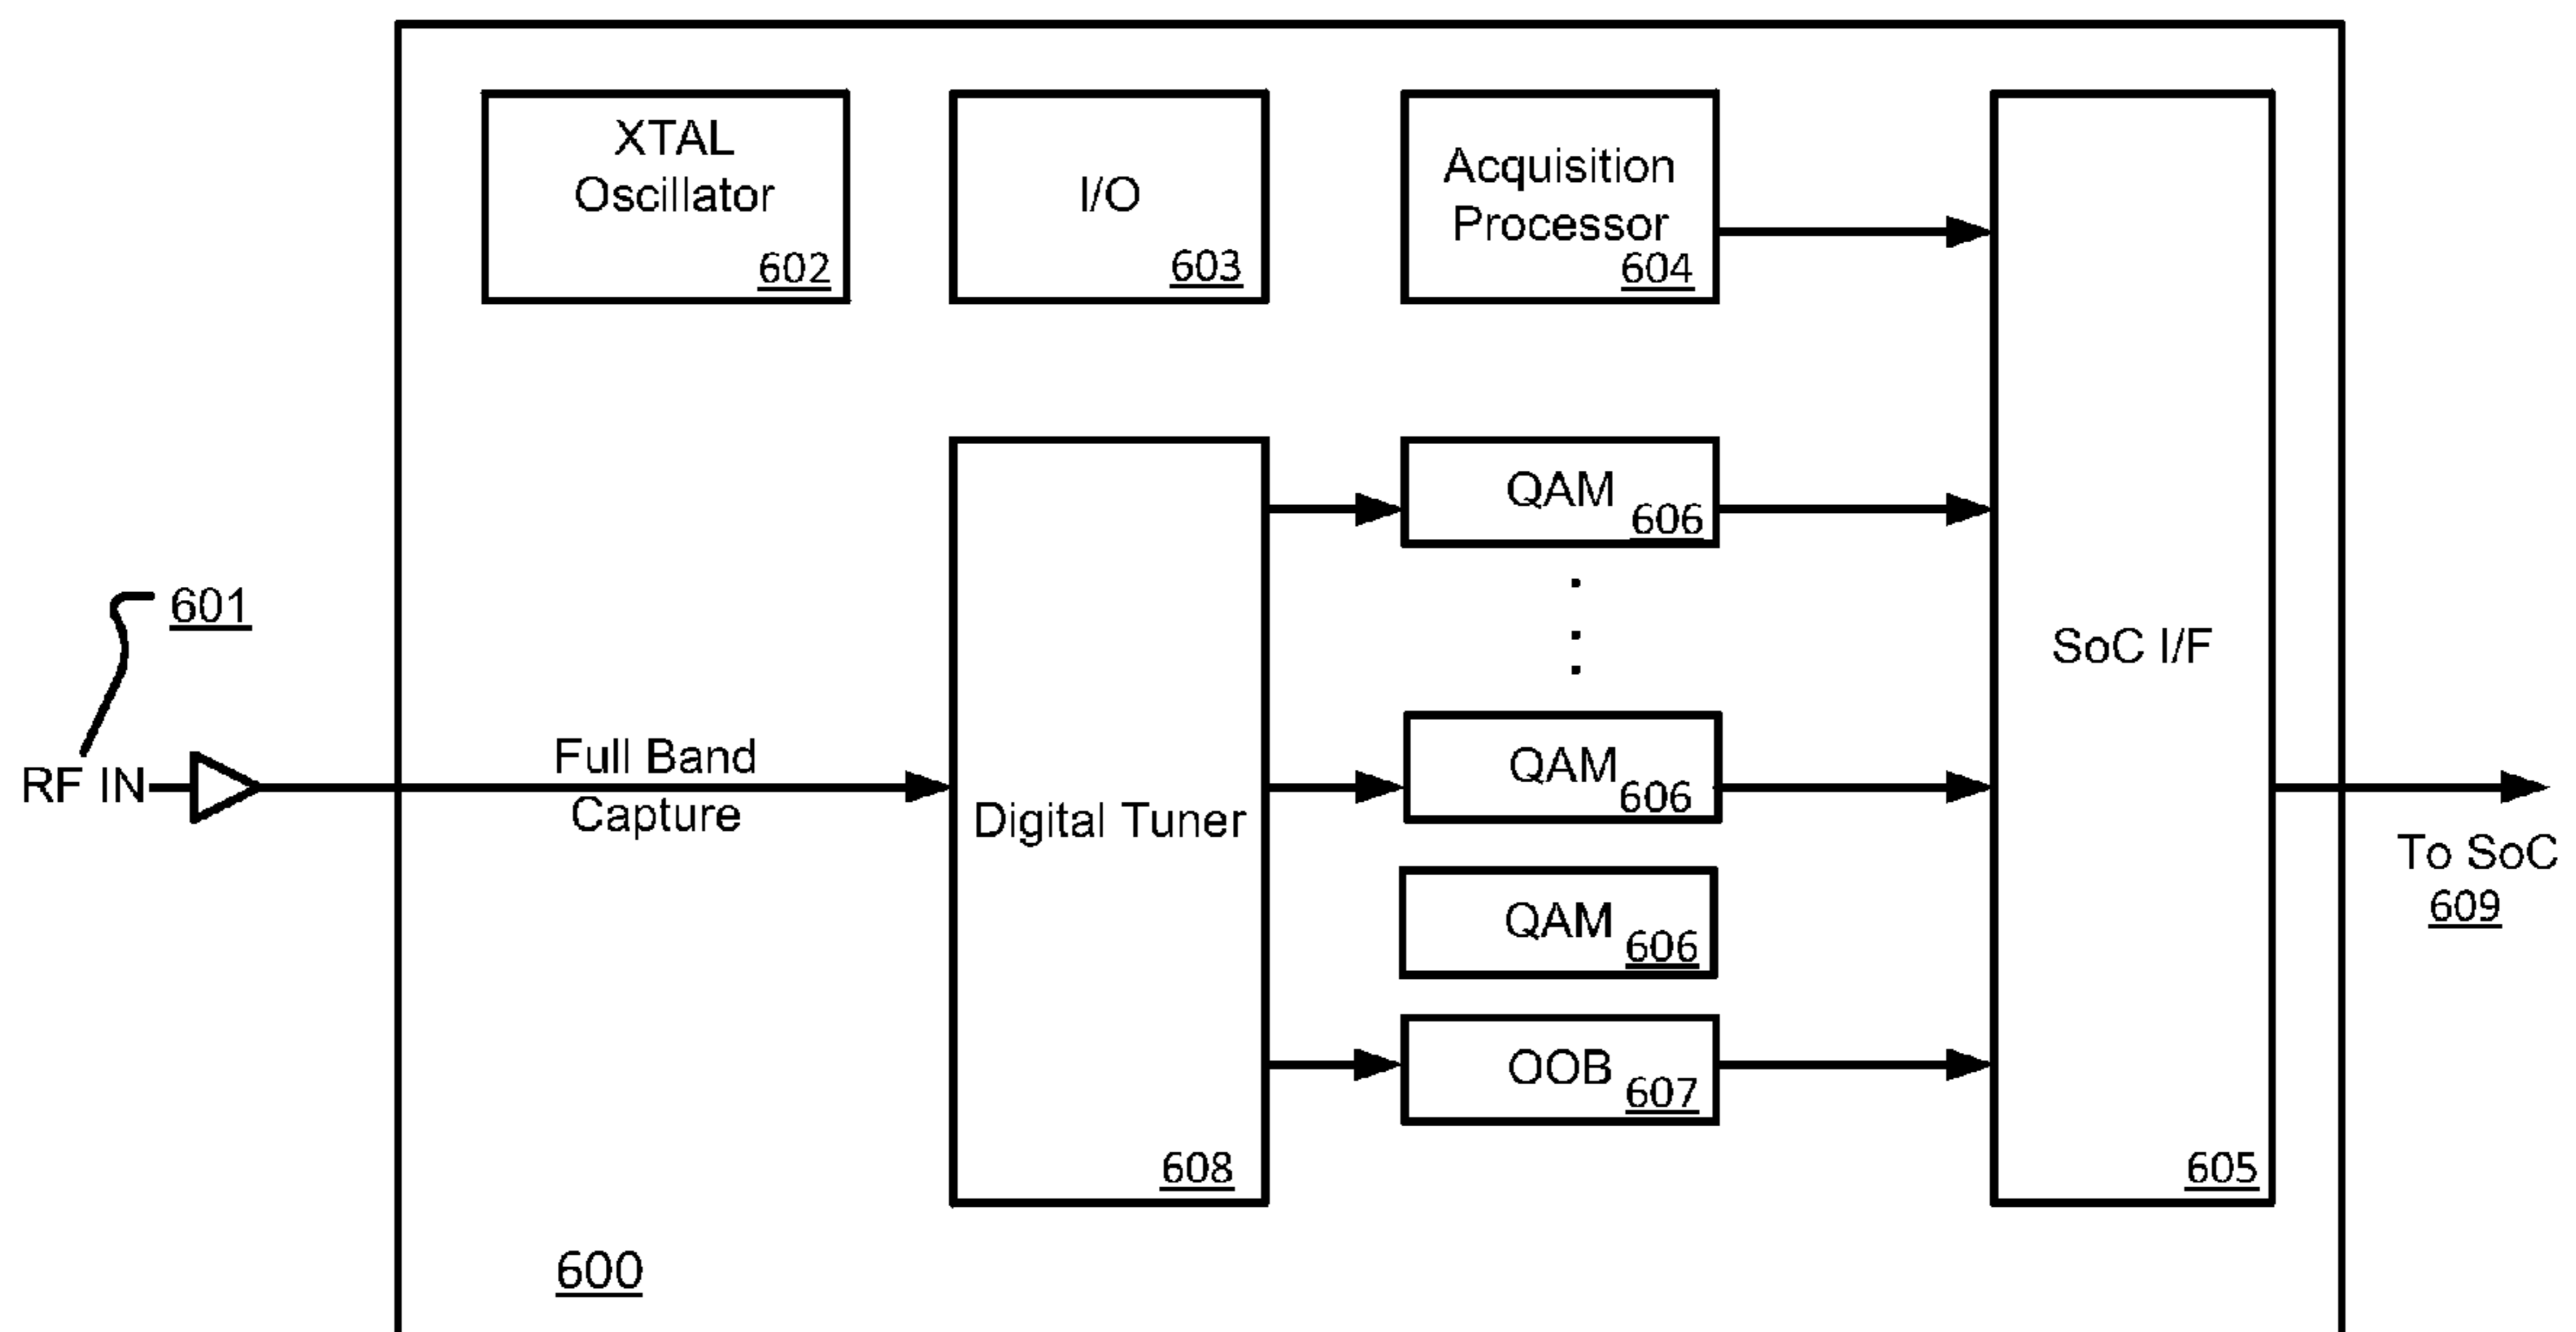 XTAL
Oscillator
602
I/O
603
Acquisition
Processor
604
QAM
606
601
SoC I/F
RF IN
Full Band
Capture
Digital Tuner
QAM
606
To SoC
609
QAM
606
OOB
607
608
605
600